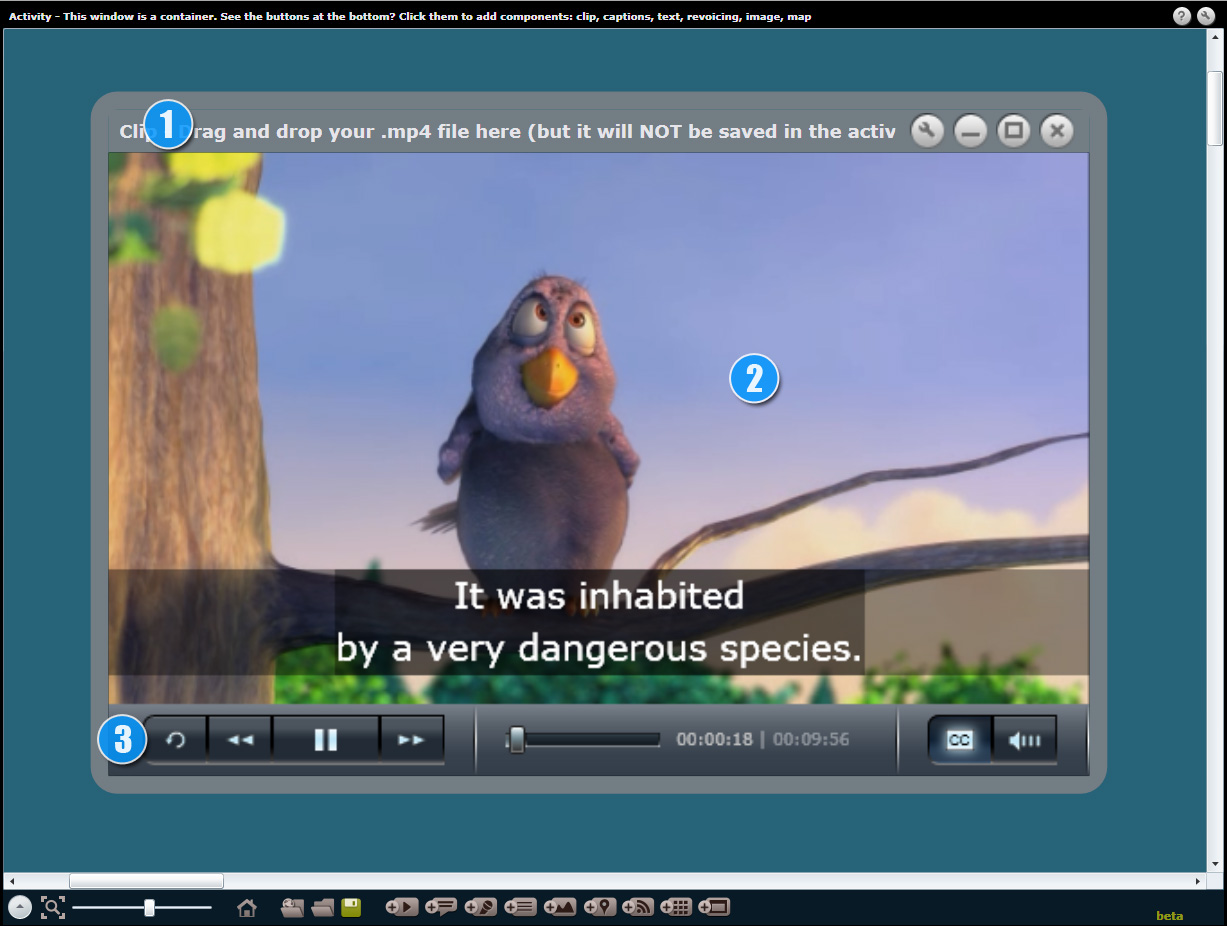 Activity - This window is a container. See the buttons at the bottom? Click them to add components: clip, captions, text, revoicing, image, map
?
1
Clip Drag and drop your .mp4 file here (but it will NOT be saved in the activ
2
It was inhabited
by a very dangerous species.
3
00:00:18 | 00:09:56
CC
beta